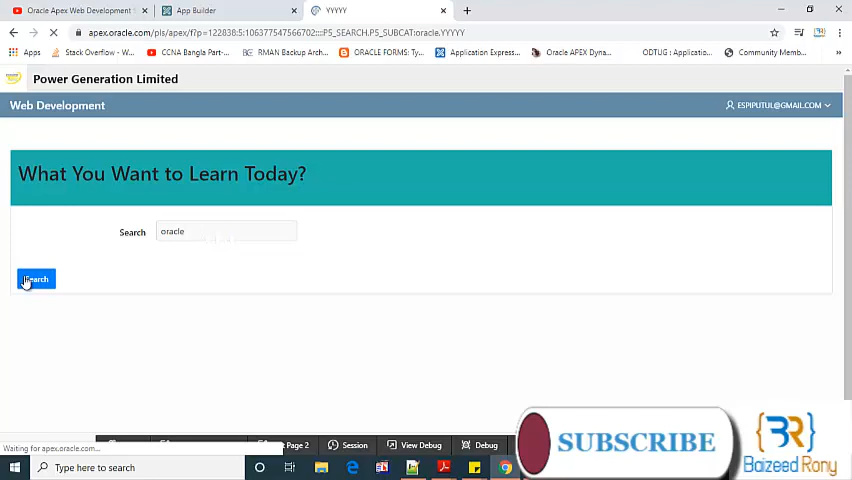 Oracle Apex Web Development S
App Builder
YYYYY
apex.oracle.com/pls/apex/f?p=122838:5:106377547566702::::P5_SEARCH,P5_SUBCAT:oracle,YYYYY
Apps
Stack Overflow - W...
CCNA Bangla Part-...
RMAN Backup Arch...
ORACLE FORMS: Ty...
Application Express...
Oracle APEX Dyna...
ODTUG : Applicatio...
Community Memb...
Power Generation Limited
Web Development
ESPIPUTUL@GMAIL.COM
What You Want to Learn Today?
Search
oracle
Search
Waiting for apex.oracle.com...
Page 2
Session
View Debug
Debug
SUBSCRIBE
BR
Baizeed Rony
Type here to search